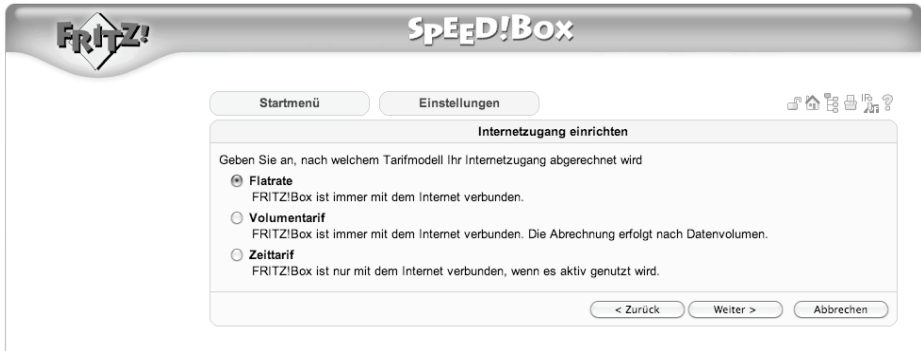 FRITZ!
SPEED!BOX
Startmenü
Einstellungen
Internetzugang einrichten
Geben Sie an, nach welchem Tarifmodell Ihr Internetzugang abgerechnet wird
Flatrate
FRITZ!Box ist immer mit dem Internet verbunden.
Volumentarif
FRITZ!Box ist immer mit dem Internet verbunden. Die Abrechnung erfolgt nach Datenvolumen.
Zeittarif
FRITZ!Box ist nur mit dem Internet verbunden, wenn es aktiv genutzt wird.
< Zurück
Weiter >
Abbrechen